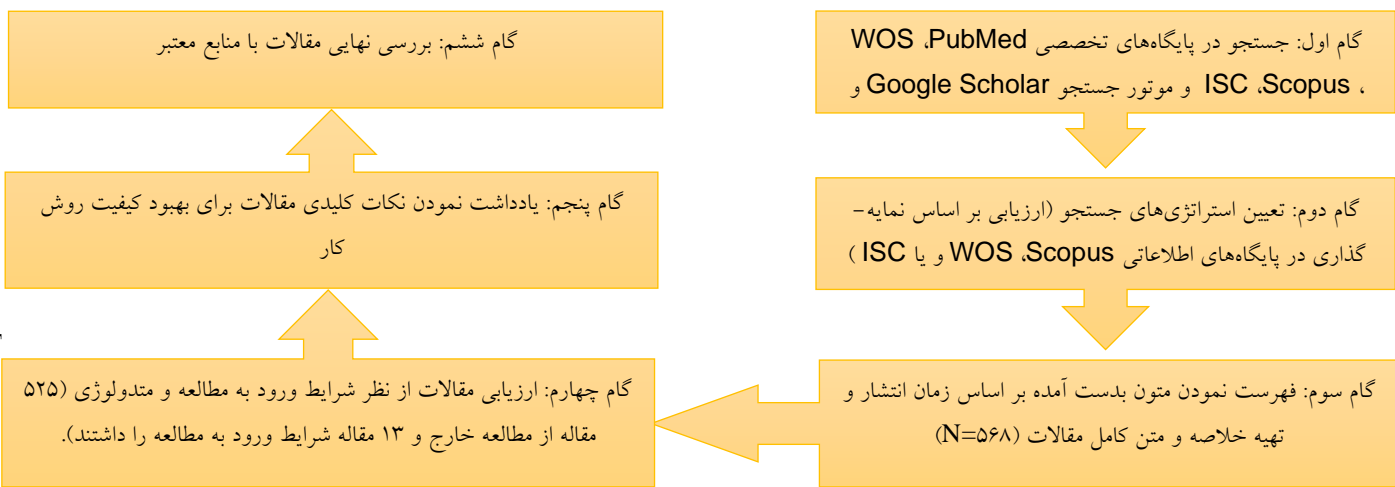 گام اول: جستجو در پایگاه‌های تخصصی WOS ،PubMed
، ISC ،Scopus و موتور جستجو Google Scholar و
گام دوم: تعیین استراتژی‌های جستجو (ارزیابی بر اساس نمایه-
گذاری در پایگاه‌های اطلاعاتی WOS ،Scopus و یا ISC )
گام سوم: فهرست نمودن متون بدست آمده بر اساس زمان انتشار و
تهیه خلاصه و متن کامل مقالات (N=۵۶۸)
گام چهارم: ارزیابی مقالات از نظر شرایط ورود به مطالعه و متدولوژی (۵۲۵
مقاله از مطالعه خارج و ۱۳ مقاله شرایط ورود به مطالعه را داشتند).
گام پنجم: یادداشت نمودن نکات کلیدی مقالات برای بهبود کیفیت روش
کار
گام ششم: بررسی نهایی مقالات با منابع معتبر